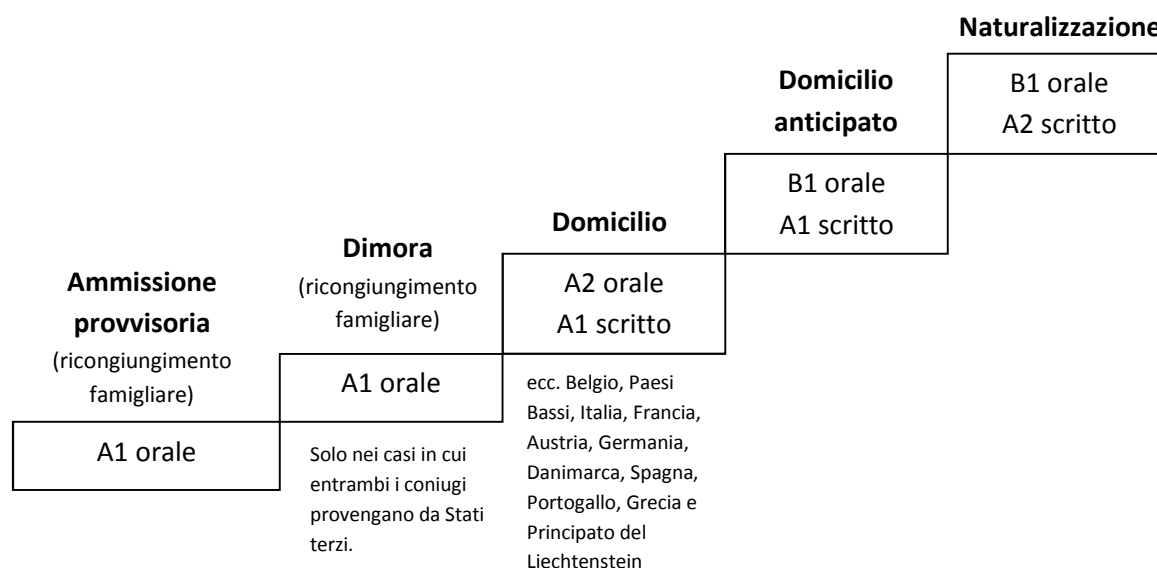 Naturalizzazione
B1 orale
A2 scritto
Domicilio
anticipato
B1 orale
A1 scritto
Domicilio
A2 orale
A1 scritto
ecc. Belgio, Paesi
Bassi, Italia, Francia,
Austria, Germania,
Danimarca, Spagna,
Portogallo, Grecia e
Principato del
Liechtenstein
Dimora
(ricongiungimento
famigliare)
A1 orale
Solo nei casi in cui
entrambi i coniugi
provengano da Stati
terzi.
Ammissione
provvisoria
(ricongiungimento
famigliare)
A1 orale